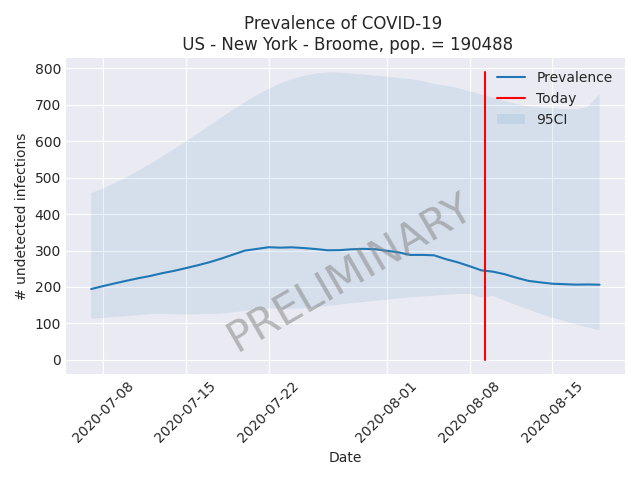 Prevalence of COVID-19
US - New York - Broome, pop. = 190488
800
700
600
500
400
300
200
100
0
# undetected infections
Prevalence
Today
95CI
PRELIMINARY
2020-07-08
2020-07-15
2020-07-22
2020-08-01
2020-08-08
2020-08-15
Date